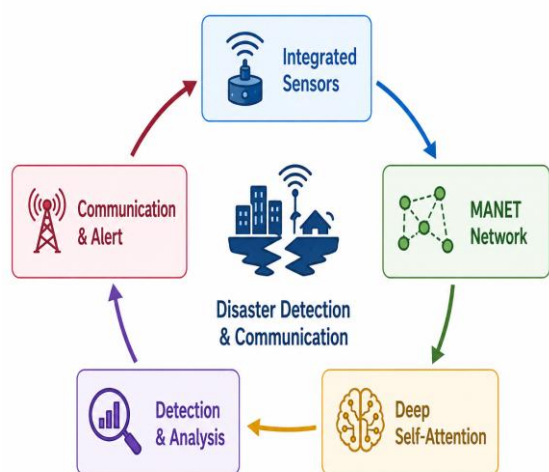 Integrated
Sensors
MANET
Network
Deep
Self-Attention
Detection
& Analysis
Communication
& Alert
Disaster Detection
& Communication